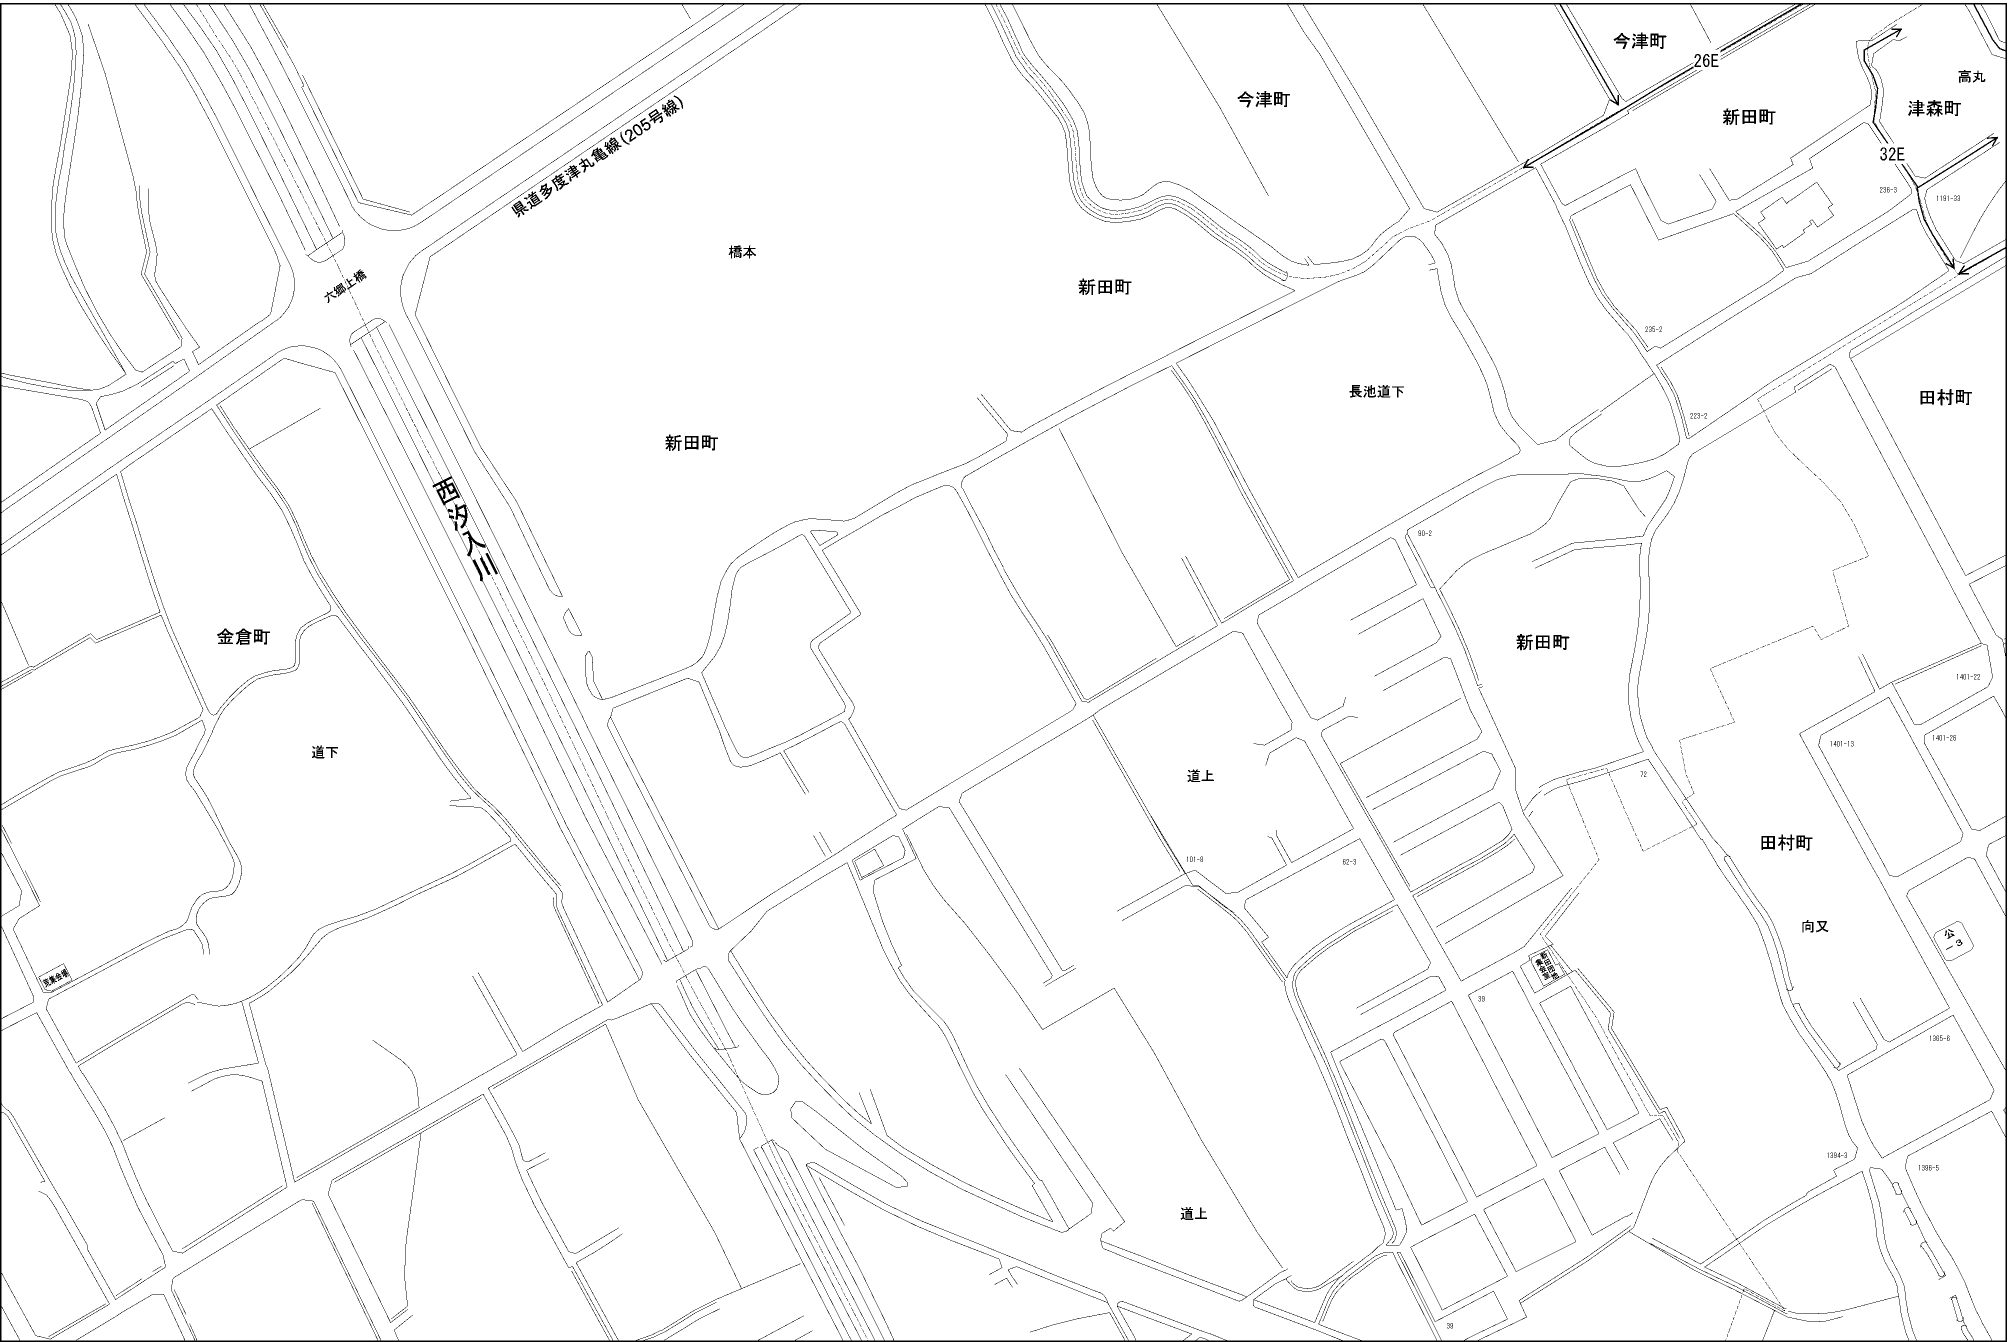 今津町
26E
高丸
今津町
県道多度津丸亀線(205号線)
新田町
津森町
32E
236-3
1191-33
橋本
六郷上橋
新田町
235-2
長池道下
田村町
223-2
新田町
西汐入川
90-2
金倉町
新田町
1401-22
道下
1401-13
1401-26
道上
72
101-8
62-3
田村町
向又
公-3
39
1365-6
1394-3
1396-5
道上
39